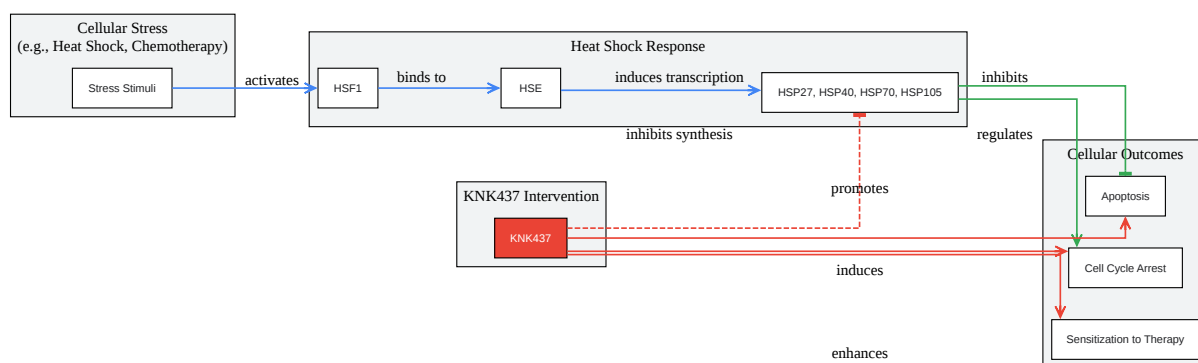 Cellular Stress
(e.g., Heat Shock, Chemotherapy)
Stress Stimuli
activates
Heat Shock Response
HSF1
binds to
HSE
induces transcription
HSP27, HSP40, HSP70, HSP105
inhibits
inhibits synthesis
regulates
Cellular Outcomes
KNK437 Intervention
promotes
Apoptosis
KNK437
induces
Cell Cycle Arrest
Sensitization to Therapy
enhances